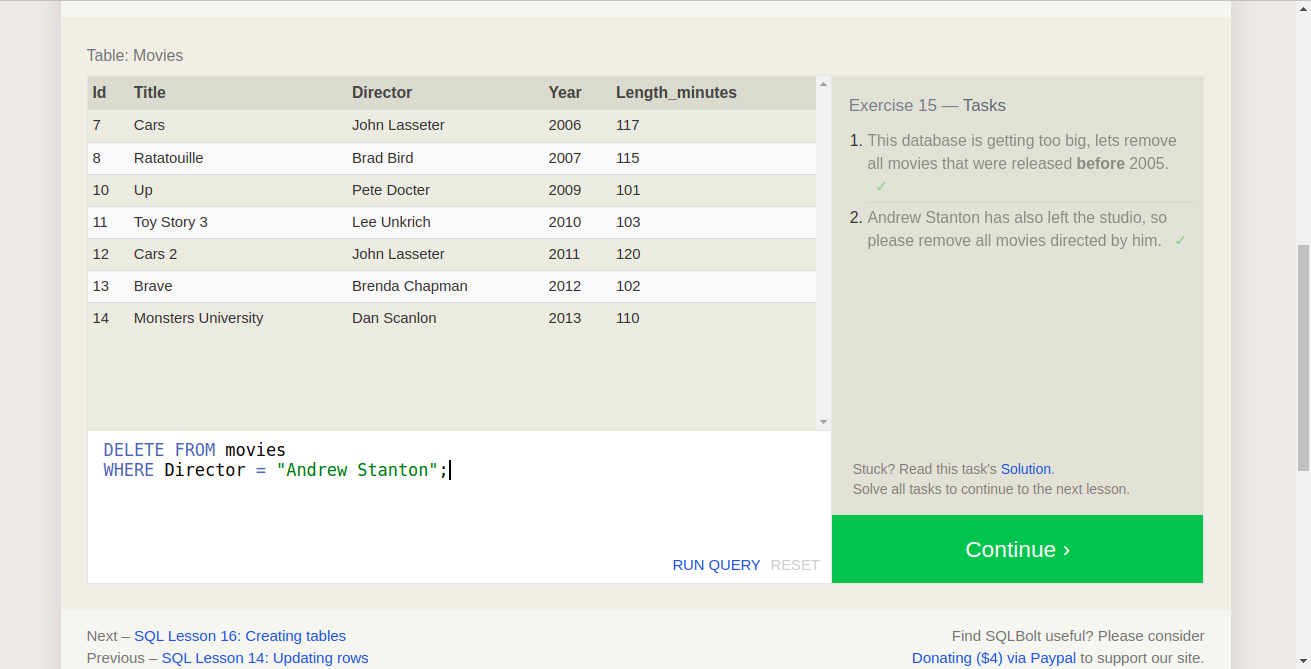 Table: Movies
Id Title Director Year Length_minutes
7 Cars John Lasseter 2006 117
8 Ratatouille Brad Bird 2007 115
10 Up Pete Docter 2009 101
11 Toy Story 3 Lee Unkrich 2010 103
12 Cars 2 John Lasseter 2011 120
13 Brave Brenda Chapman 2012 102
14 Monsters University Dan Scanlon 2013 110
DELETE FROM movies
WHERE Director = "Andrew Stanton";
RUN QUERY RESET
Exercise 15 — Tasks
1. This database is getting too big, lets remove
all movies that were released before 2005.
✓
2. Andrew Stanton has also left the studio, so
please remove all movies directed by him. ✓
Stuck? Read this task's Solution.
Solve all tasks to continue to the next lesson.
Continue ›
Next – SQL Lesson 16: Creating tables
Previous – SQL Lesson 14: Updating rows
Find SQLBolt useful? Please consider
Donating ($4) via Paypal to support our site.